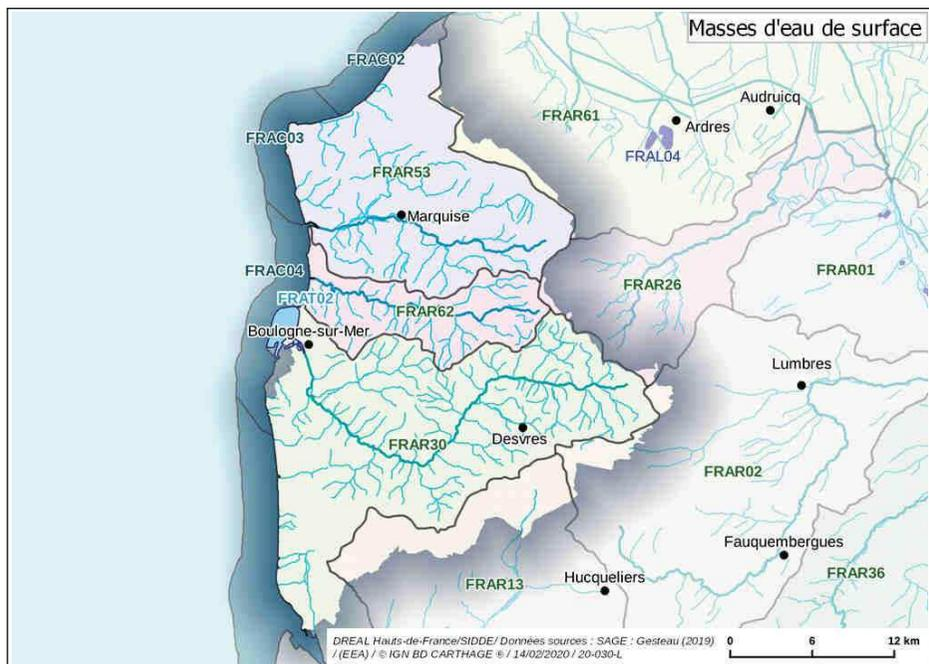 Masses d'eau de surface
FRAC02
Audruicq
FRAR61
Ardres
FRAC03
FRAL04
FRAR53
Marquise
FRAC04
FRAR01
FRAR26
FRAT02
FRAR62
Boulogne-sur-Mer
Lumbres
Desvres
FRAR30
FRAR02
Fauquembergues
FRAR13
Hucqueliers
FRAR36
DREAL Hauts-de-France/SIDDE/ Données sources : SAGE : Gesteau (2019)
/ (EEA) / © IGN BD CARTHAGE ® / 14/02/2020 / 20-030-L
0 6 12 km